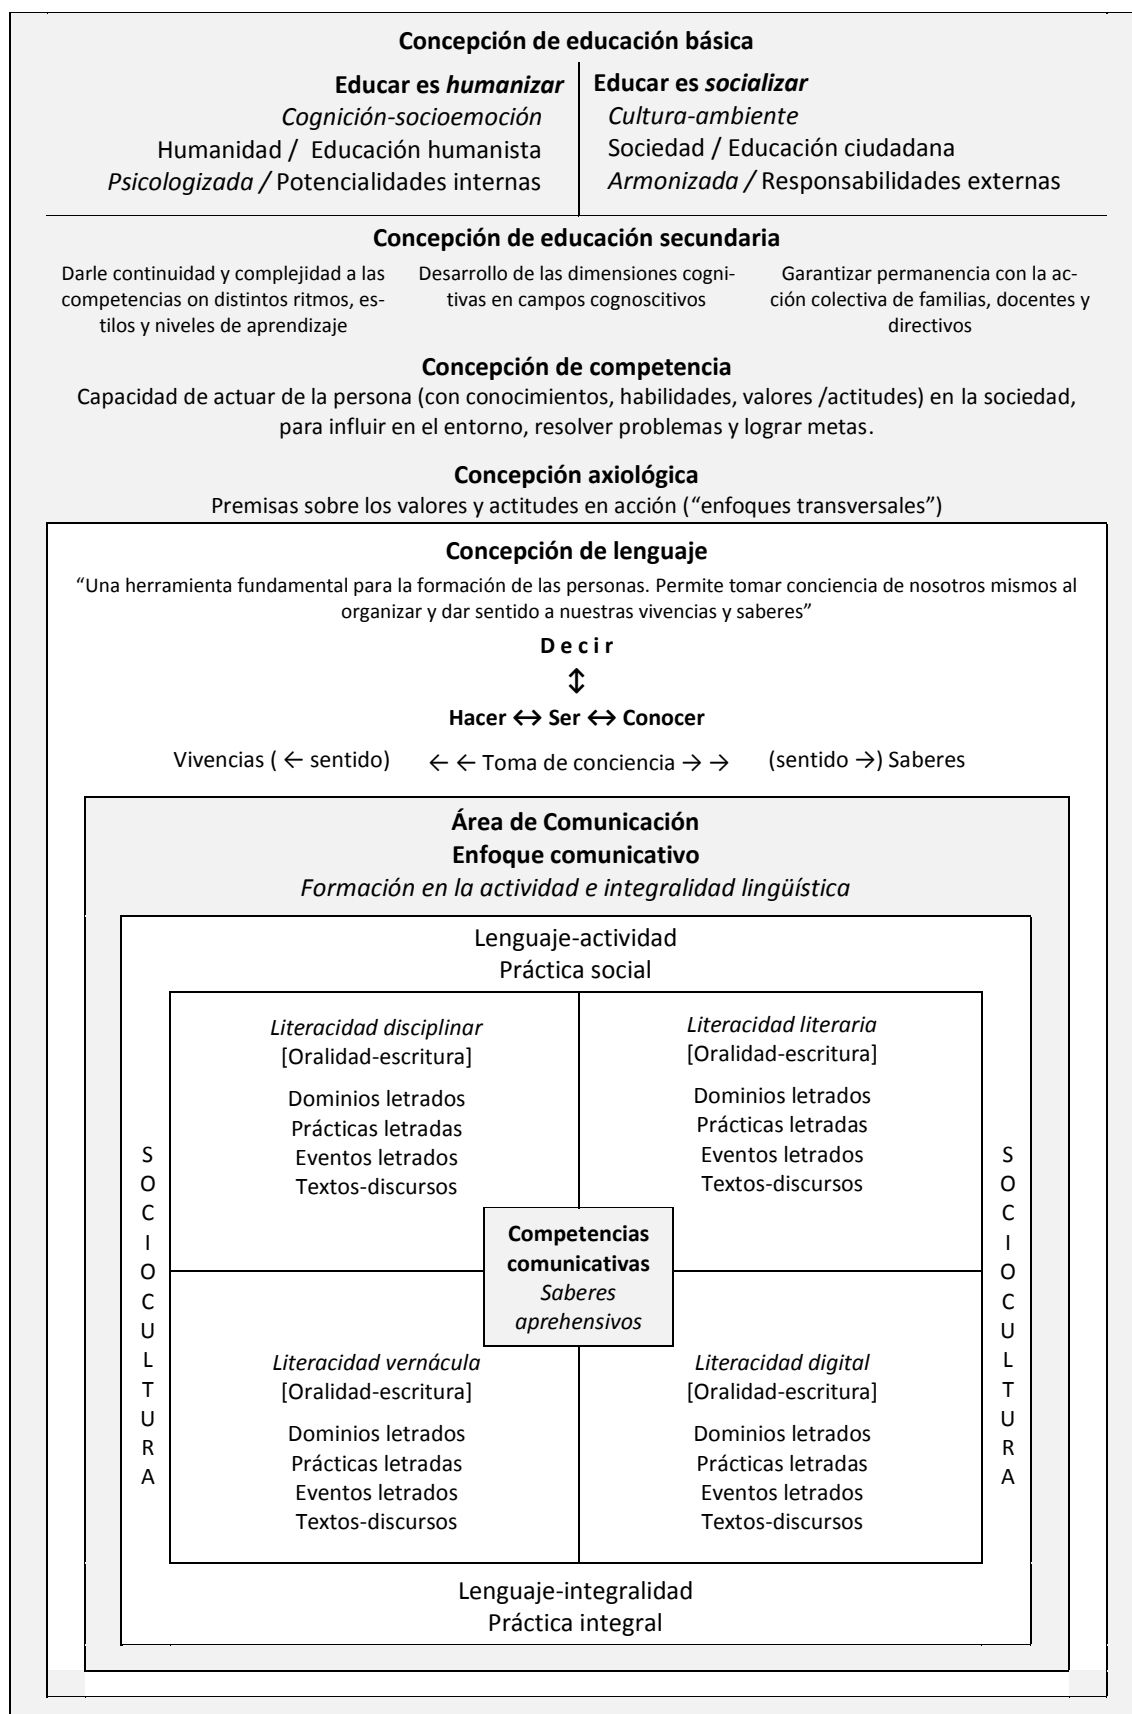 Concepción de educación básica
Educar es humanizar
Cognición-socioemoción
Humanidad / Educación humanista
Psicologizada / Potencialidades internas
Educar es socializar
Cultura-ambiente
Sociedad / Educación ciudadana
Armonizada / Responsabilidades externas
Concepción de educación secundaria
Darle continuidad y complejidad a las
competencias on distintos ritmos, es-
tilos y niveles de aprendizaje
Desarrollo de las dimensiones cogni-
tivas en campos cognoscitivos
Garantizar permanencia con la ac-
ción colectiva de familias, docentes y
directivos
Concepción de competencia
Capacidad de actuar de la persona (con conocimientos, habilidades, valores /actitudes) en la sociedad,
para influir en el entorno, resolver problemas y lograr metas.
Concepción axiológica
Premisas sobre los valores y actitudes en acción (“enfoques transversales”)
Concepción de lenguaje
“Una herramienta fundamental para la formación de las personas. Permite tomar conciencia de nosotros mismos al
organizar y dar sentido a nuestras vivencias y saberes”
D e c i r
↕
Hacer ↔ Ser ↔ Conocer
Vivencias ( ← sentido) ← ← Toma de conciencia → → (sentido →) Saberes
Área de Comunicación
Enfoque comunicativo
Formación en la actividad e integralidad lingüística
Lenguaje-actividad
Práctica social
SOCIOCULTURA
Literacidad disciplinar
[Oralidad-escritura]
Dominios letrados
Prácticas letradas
Eventos letrados
Textos-discursos
Literacidad literaria
[Oralidad-escritura]
Dominios letrados
Prácticas letradas
Eventos letrados
Textos-discursos
Competencias
comunicativas
Saberes
aprehensivos
Literacidad vernácula
[Oralidad-escritura]
Dominios letrados
Prácticas letradas
Eventos letrados
Textos-discursos
Literacidad digital
[Oralidad-escritura]
Dominios letrados
Prácticas letradas
Eventos letrados
Textos-discursos
SOCIOCULTURA
Lenguaje-integralidad
Práctica integral